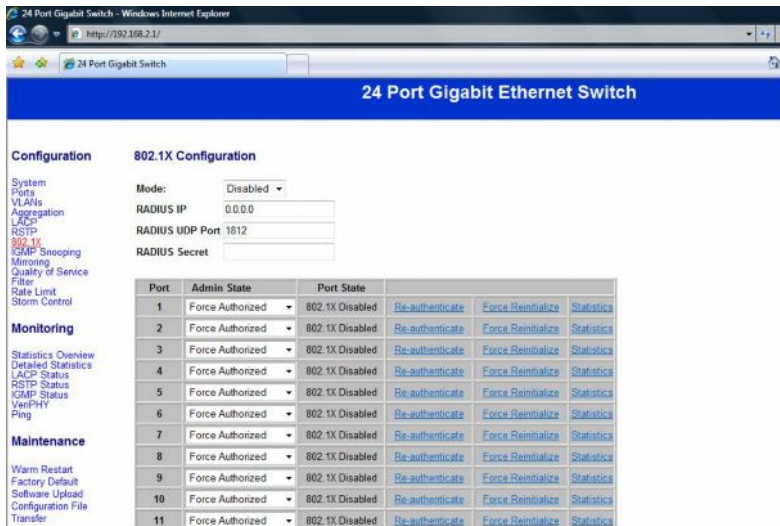 24 Port Gigabit Switch - Windows Internet Explorer
http://192.168.2.1/
24 Port Gigabit Switch
24 Port Gigabit Ethernet Switch
Configuration
System
Ports
VLANs
Aggregation
LACP
RSTP
802.1X
IGMP Snooping
Mirroring
Quality of Service
Filter
Rate Limit
Storm Control
Monitoring
Statistics Overview
Detailed Statistics
LACP Status
RSTP Status
IGMP Status
VeriPHY
Ping
Maintenance
Warm Restart
Factory Default
Software Upload
Configuration File
Transfer
802.1X Configuration
Mode: Disabled
RADIUS IP 0.0.0.0
RADIUS UDP Port 1812
RADIUS Secret
Port Admin State Port State
1 Force Authorized 802.1X Disabled Re-authenticate Force Reinitialize Statistics
2 Force Authorized 802.1X Disabled Re-authenticate Force Reinitialize Statistics
3 Force Authorized 802.1X Disabled Re-authenticate Force Reinitialize Statistics
4 Force Authorized 802.1X Disabled Re-authenticate Force Reinitialize Statistics
5 Force Authorized 802.1X Disabled Re-authenticate Force Reinitialize Statistics
6 Force Authorized 802.1X Disabled Re-authenticate Force Reinitialize Statistics
7 Force Authorized 802.1X Disabled Re-authenticate Force Reinitialize Statistics
8 Force Authorized 802.1X Disabled Re-authenticate Force Reinitialize Statistics
9 Force Authorized 802.1X Disabled Re-authenticate Force Reinitialize Statistics
10 Force Authorized 802.1X Disabled Re-authenticate Force Reinitialize Statistics
11 Force Authorized 802.1X Disabled Re-authenticate Force Reinitialize Statistics